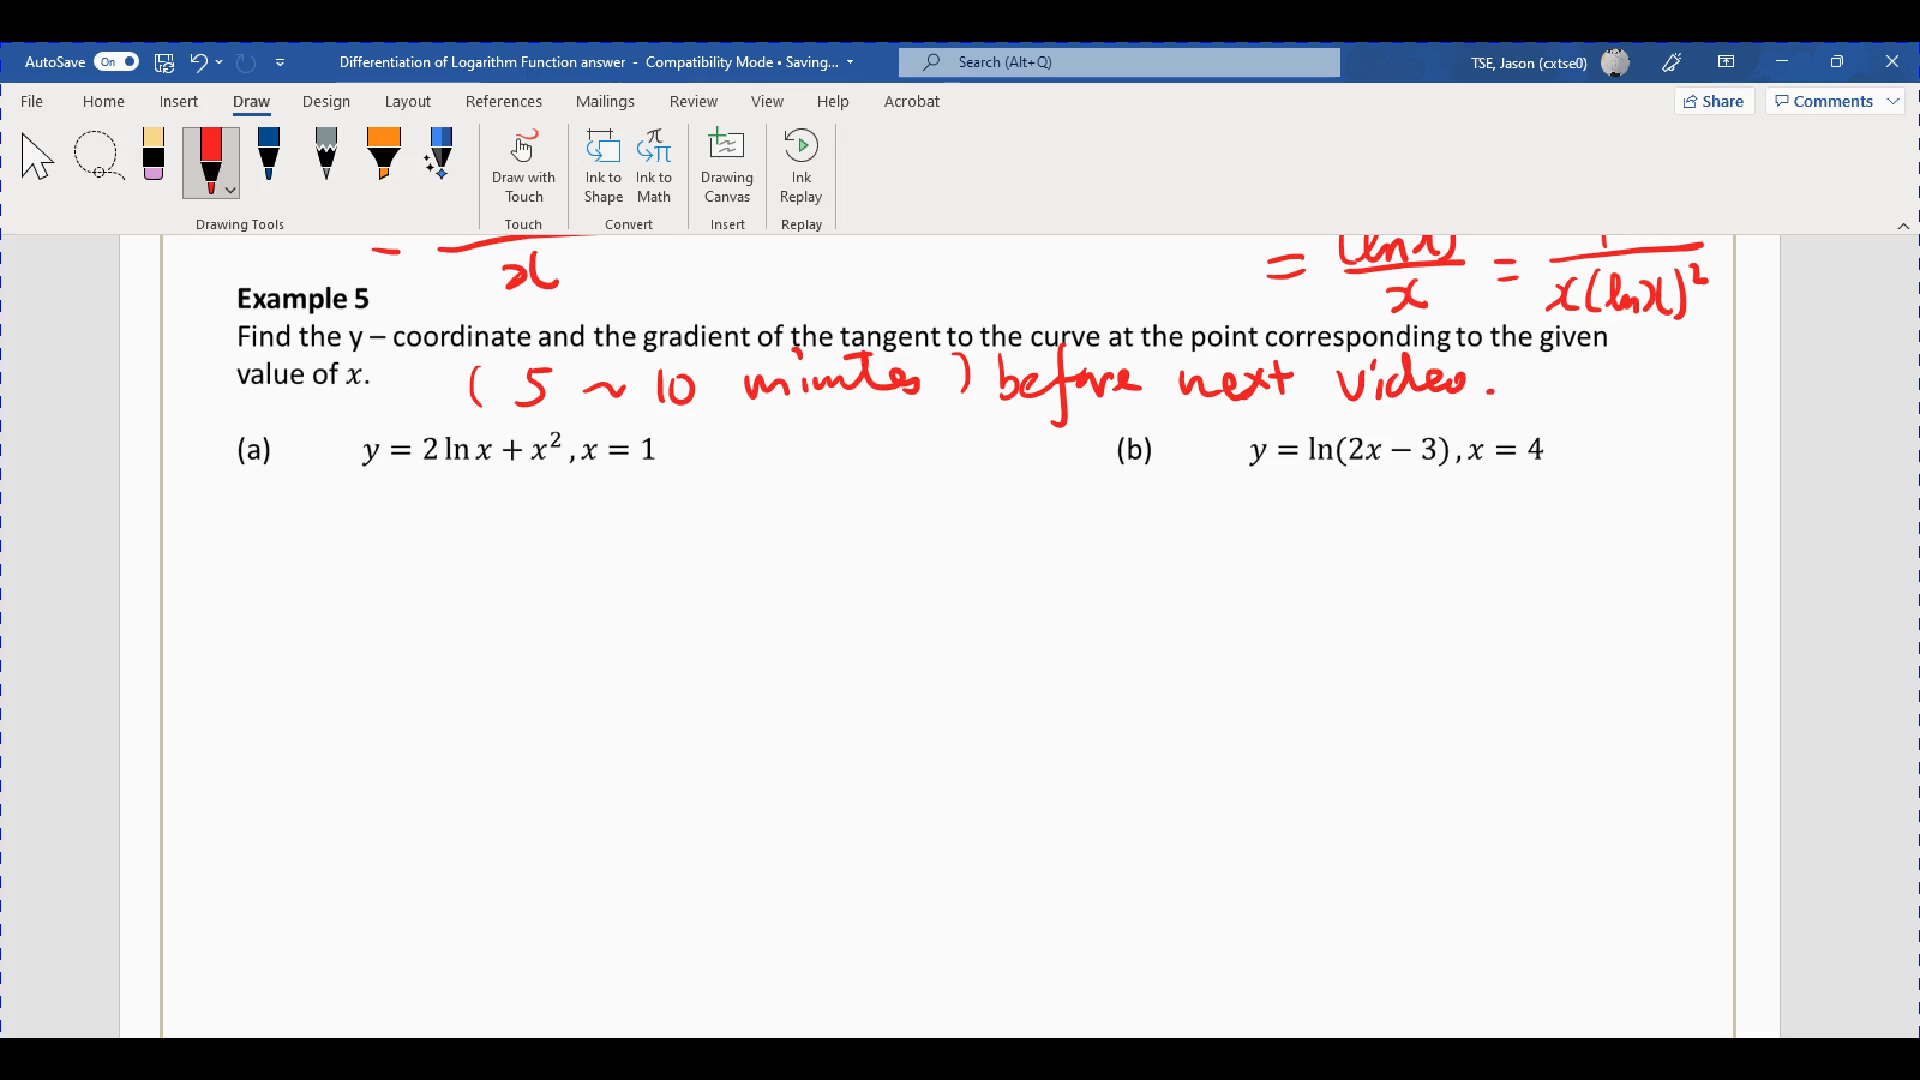 AutoSave On Differentiation of Logarithm Function answer - Compatibility Mode • Saving... Search (Alt+Q) TSE, Jason (cxtse0)
File Home Insert Draw Design Layout References Mailings Review View Help Acrobat Share Comments
Draw with Touch
Ink to Shape
Ink to Math
Drawing Canvas
Ink Replay
Drawing Tools Touch Convert Insert Replay
= x
= (ln x) / x = 1 / x(ln x)²
Example 5
Find the y – coordinate and the gradient of the tangent to the curve at the point corresponding to the given
value of x. ( 5 ~ 10 minutes ) before next video.
(a) y = 2 ln x + x² , x = 1 (b) y = ln(2x − 3) , x = 4